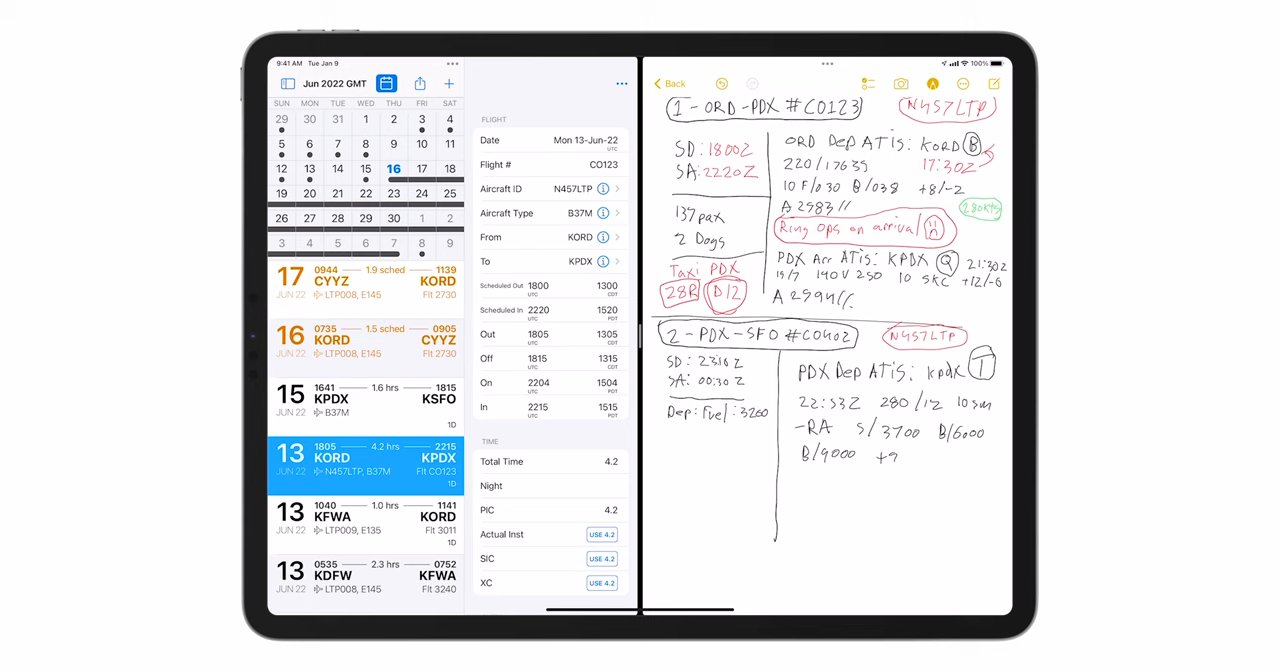 9:41 AM Tue Jan 9
100%
Jun 2022 GMT
SUN MON TUE WED THU FRI SAT
29 30 31 1 2 3 4
5 6 7 8 9 10 11
12 13 14 15 16 17 18
19 20 21 22 23 24 25
26 27 28 29 30 1 2
3 4 5 6 7 8 9
17 0944 1.9 sched 1139
CYYZ KORD
JUN 22 LTP008, E145 Flt 2730
16 0735 1.5 sched 0905
KORD CYYZ
JUN 22 LTP008, E145 Flt 2730
15 1641 1.6 hrs 1815
KPDX KSFO
JUN 22 B37M
1D
13 1805 4.2 hrs 2215
KORD KPDX
JUN 22 N457LTP, B37M Flt CO123
1D
13 1040 1.0 hrs 1141
KFWA KORD
JUN 22 LTP009, E135 Flt 3011
1D
13 0535 2.3 hrs 0752
KDFW KFWA
JUN 22 LTP008, E145 Flt 3240
FLIGHT
Date Mon 13-Jun-22
UTC
Flight # CO123
Aircraft ID N457LTP
Aircraft Type B37M
From KORD
To KPDX
Scheduled Out 1800 1300
UTC CDT
Scheduled In 2220 1520
UTC PDT
Out 1805 1305
UTC CDT
Off 1815 1315
UTC CDT
On 2204 1504
UTC PDT
In 2215 1515
UTC PDT
TIME
Total Time 4.2
Night
PIC 4.2
Actual Inst USE 4.2
SIC USE 4.2
XC USE 4.2
Back
1-ORD-PDX #CO123 N457LTP
SD: 1800Z
SA: 2220Z
137 pax
2 Dogs
Taxi PDX
28R D12
ORD Dep ATIS: KORD B
220/17G35 17:30Z
10 F/030 B/038 +8/-2
A2983//
280kts
Ring Ops on arrival
PDX Arr ATIS: KPDX Q 21:30Z
15/7 140V250 10 SKC +12/-6
A2994//
2-PDX-SFO #CO402 N457LTP
SD: 23:10Z
SA: 00:30Z
Dep: Fuel: 3200
PDX Dep ATIS: KPDX T
22:53Z 280/12 10sm
-RA S/3700 B/6000
B/9000 +9